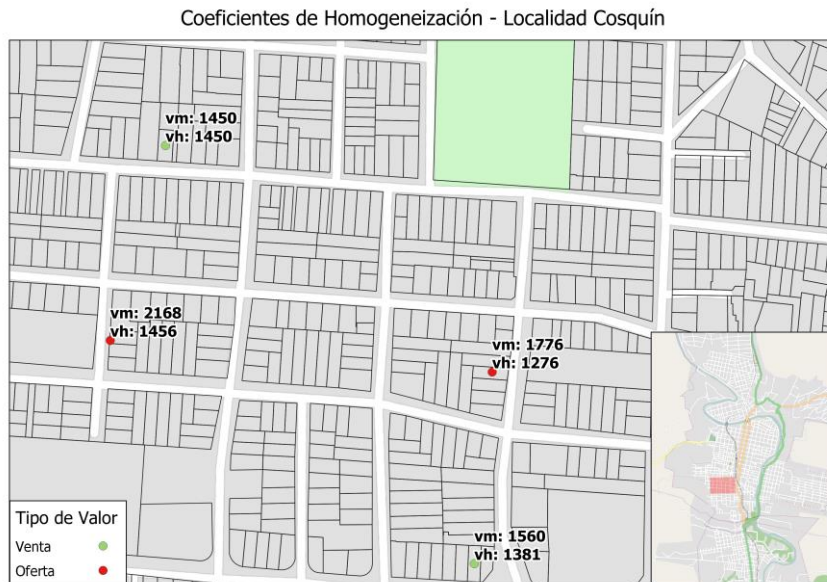 Coeficientes de Homogeneización - Localidad Cosquín
vm: 1450
vh: 1450
vm: 2168
vh: 1456
vm: 1776
vh: 1276
vm: 1560
vh: 1381
Tipo de Valor
Venta
Oferta